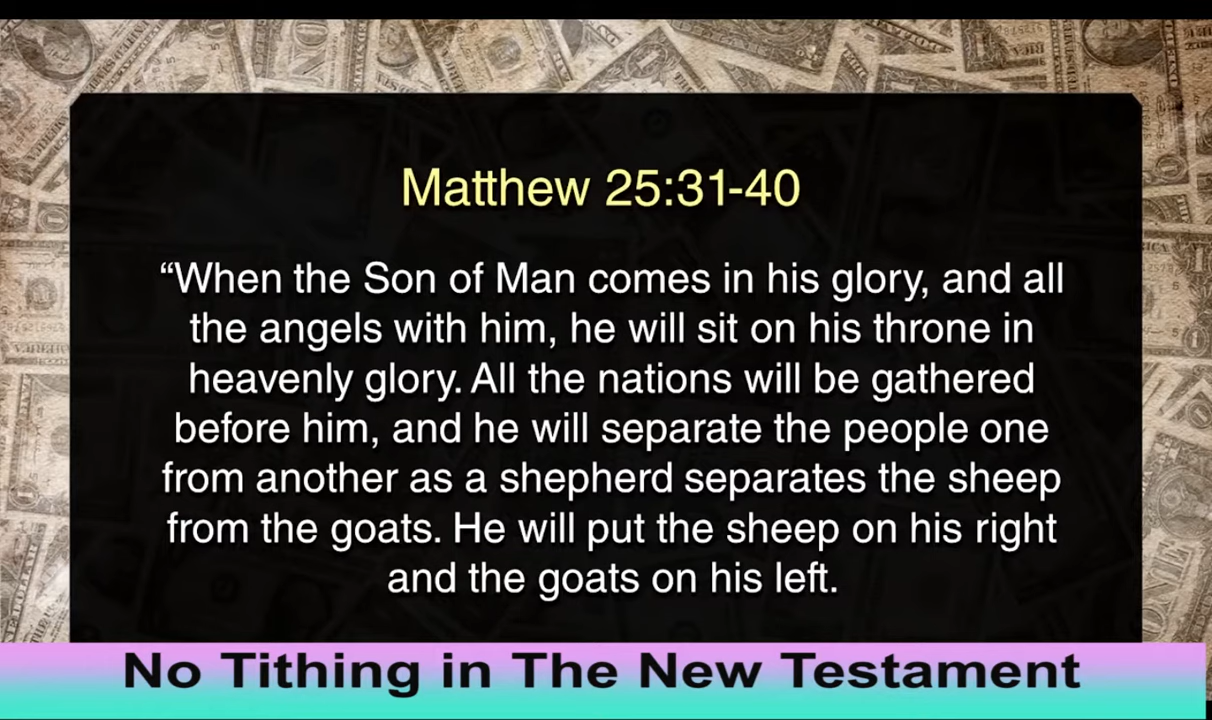 Matthew 25:31-40
“When the Son of Man comes in his glory, and all
the angels with him, he will sit on his throne in
heavenly glory. All the nations will be gathered
before him, and he will separate the people one
from another as a shepherd separates the sheep
from the goats. He will put the sheep on his right
and the goats on his left.
No Tithing in The New Testament